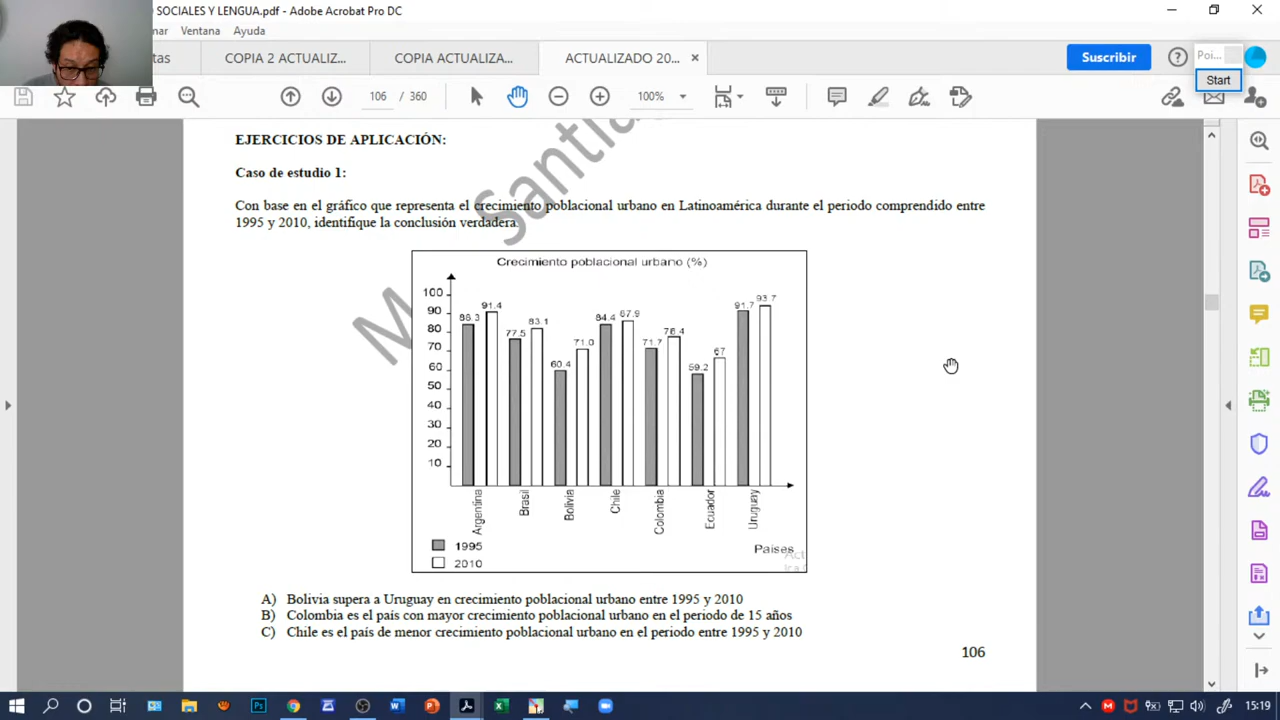 SOCIALES Y LENGUA.pdf - Adobe Acrobat Pro DC
Ventana Ayuda
COPIA 2 ACTUALIZ...
COPIA ACTUALIZA...
ACTUALIZADO 20...
Suscribir
Poi...
Start
106 / 360
100%
EJERCICIOS DE APLICACIÓN:
Caso de estudio 1:
Con base en el gráfico que representa el crecimiento poblacional urbano en Latinoamérica durante el periodo comprendido entre
1995 y 2010, identifique la conclusión verdadera.
Crecimiento poblacional urbano (%)
100
90
80
70
60
50
40
30
20
10
88.3 91.4
77.5 83.1
60.4 71.0
84.4 87.9
71.7 78.4
59.2 67
91.7 93.7
Argentina
Brasil
Bolivia
Chile
Colombia
Ecuador
Uruguay
Países
1995
2010
A) Bolivia supera a Uruguay en crecimiento poblacional urbano entre 1995 y 2010
B) Colombia es el país con mayor crecimiento poblacional urbano en el periodo de 15 años
C) Chile es el país de menor crecimiento poblacional urbano en el periodo entre 1995 y 2010
106
15:19